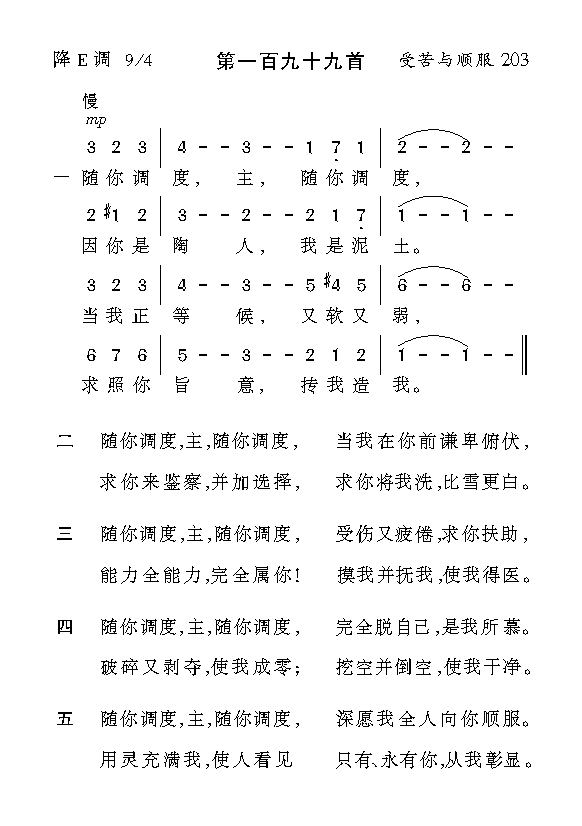 降E调 9/4 第一百九十九首 受苦与顺服 203
慢
mp
3 2 3 | 4 - - 3 - - 1 7 1 | 2 - - 2 - -
一 随你调 度, 主, 随你调 度,
2 #1 2 | 3 - - 2 - - 2 1 7 | 1 - - 1 - -
因你是 陶 人, 我是泥 土。
3 2 3 | 4 - - 3 - - 5 #4 5 | 6 - - 6 - -
当我正 等 候, 又软又 弱,
6 7 6 | 5 - - 3 - - 2 1 2 | 1 - - 1 - - ‖
求照你 旨 意, 抟我造 我。
二 随你调度,主,随你调度, 当我在你前谦卑俯伏,
求你来鉴察,并加选择, 求你将我洗,比雪更白。
三 随你调度,主,随你调度, 受伤又疲倦,求你扶助,
能力全能力,完全属你! 摸我并抚我,使我得医。
四 随你调度,主,随你调度, 完全脱自己,是我所慕。
破碎又剥夺,使我成零; 挖空并倒空,使我干净。
五 随你调度,主,随你调度, 深愿我全人向你顺服。
用灵充满我,使人看见 只有、永有你,从我彰显。